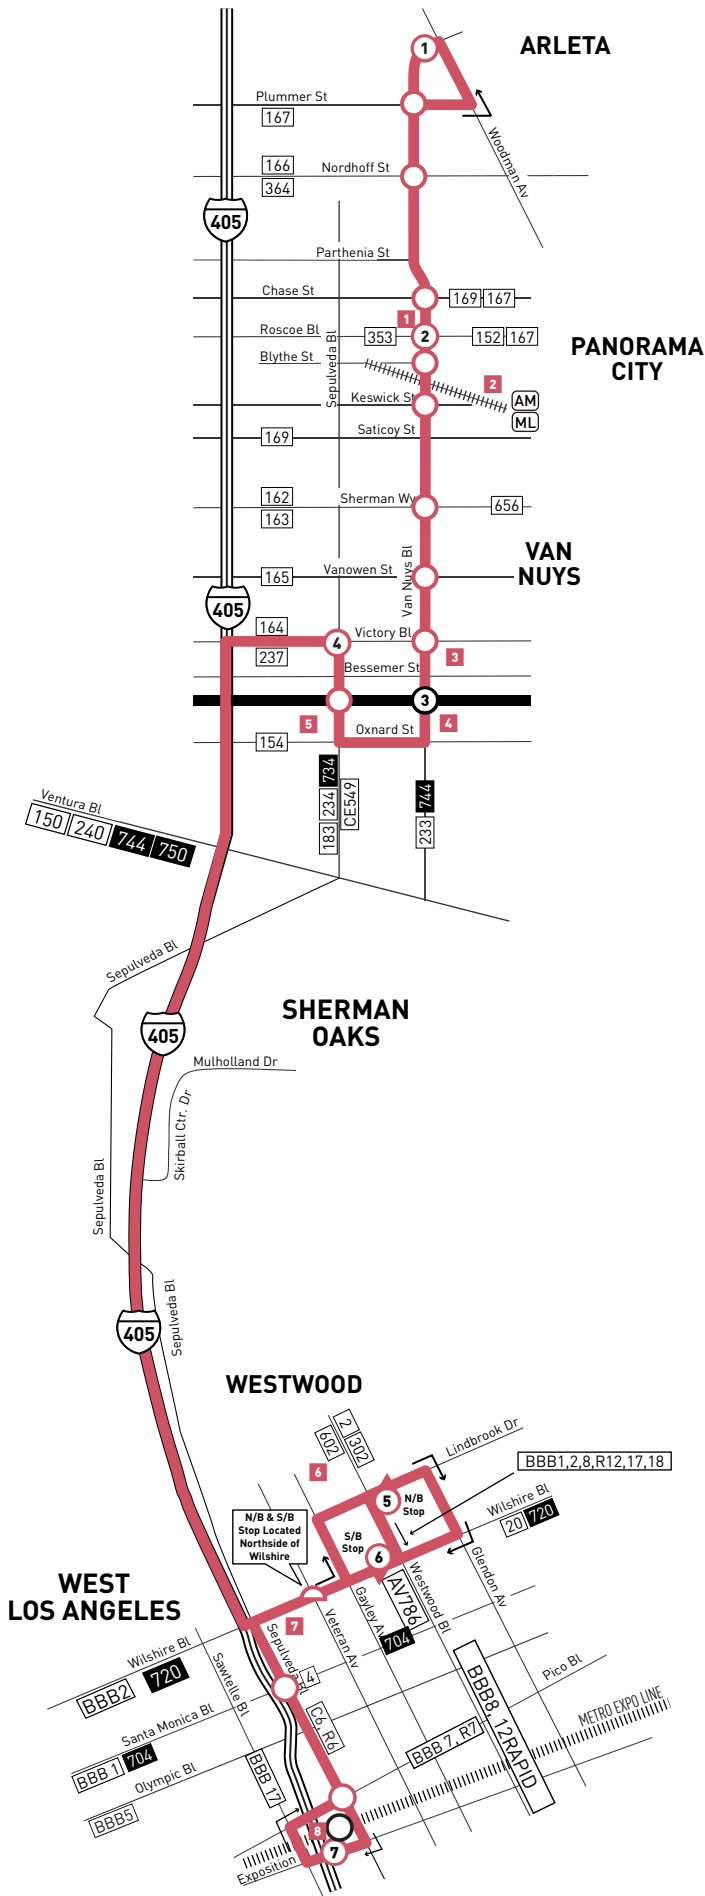 1
ARLETA
Plummer St
167
Woodman Av
166
Nordhoff St
364
405
Parthenia St
Chase St
169
167
1
Roscoe Bl
353
2
152
167
PANORAMA
CITY
Blythe St
Sepulveda Bl
2
Keswick St
AM
ML
Saticoy St
169
162
Sherman Wy
656
163
VAN
NUYS
Vanowen St
165
Van Nuys Bl
405
164
4
Victory Bl
237
3
Bessemer St
3
5
4
Oxnard St
154
183
234
734
CE549
233
744
Ventura Bl
150
240
744
750
Sepulveda Bl
SHERMAN
OAKS
405
Mulholland Dr
Skirball Ctr. Dr
Sepulveda Bl
Sepulveda Bl
405
WESTWOOD
602
2
302
Lindbrook Dr
6
BBB1,2,8,R12,17,18
5
N/B
Stop
Wilshire Bl
20
720
N/B & S/B
Stop Located
Northside of
Wilshire
S/B
Stop
6
Glendon Av
WEST
LOS ANGELES
AV786
Westwood Bl
Gayley Av
704
7
Veteran Av
Sepulveda Bl
Wilshire Bl
BBB2
720
Sawtelle Bl
4
Santa Monica Bl
BBB 1
704
C6, R6
BBB8, 12RAPID
Pico Bl
METRO EXPO LINE
Olympic Bl
BBB5
BBB 17
BBB 7, R7
8
7
Exposition